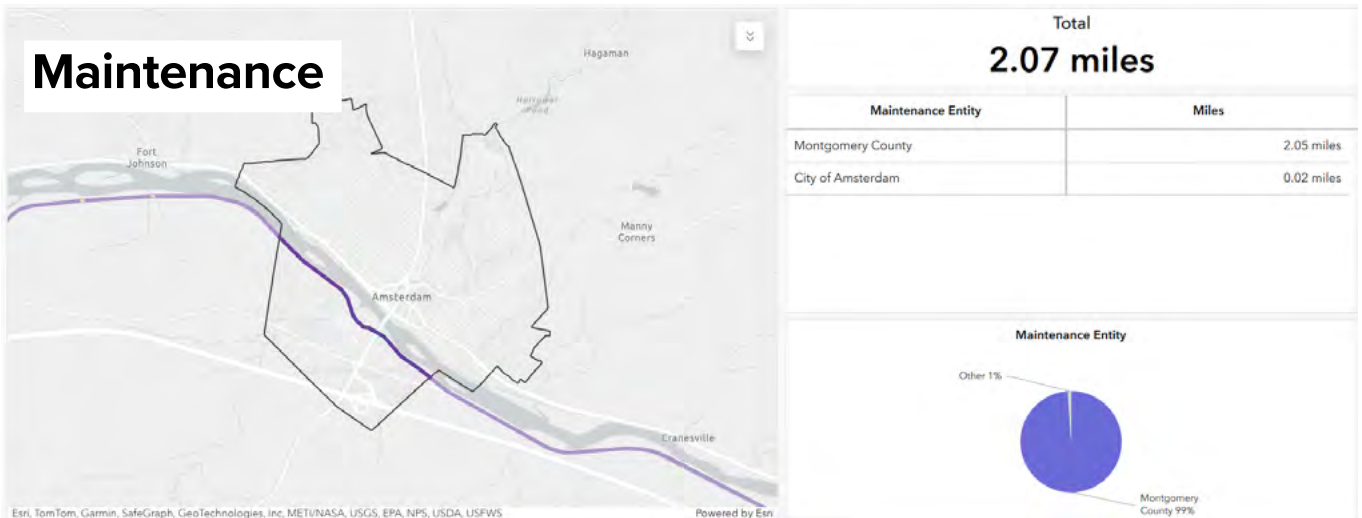 Maintenance
Hagaman
Harrower
Pond
Fort
Johnson
Manny
Corners
Amsterdam
Cranesville
Esri, TomTom, Garmin, SafeGraph, GeoTechnologies, Inc, METI/NASA, USGS, EPA, NPS, USDA, USFWS
Powered by Esri
Total
2.07 miles
Maintenance Entity Miles
Montgomery County 2.05 miles
City of Amsterdam 0.02 miles
Maintenance Entity
Other 1%
Montgomery
County 99%